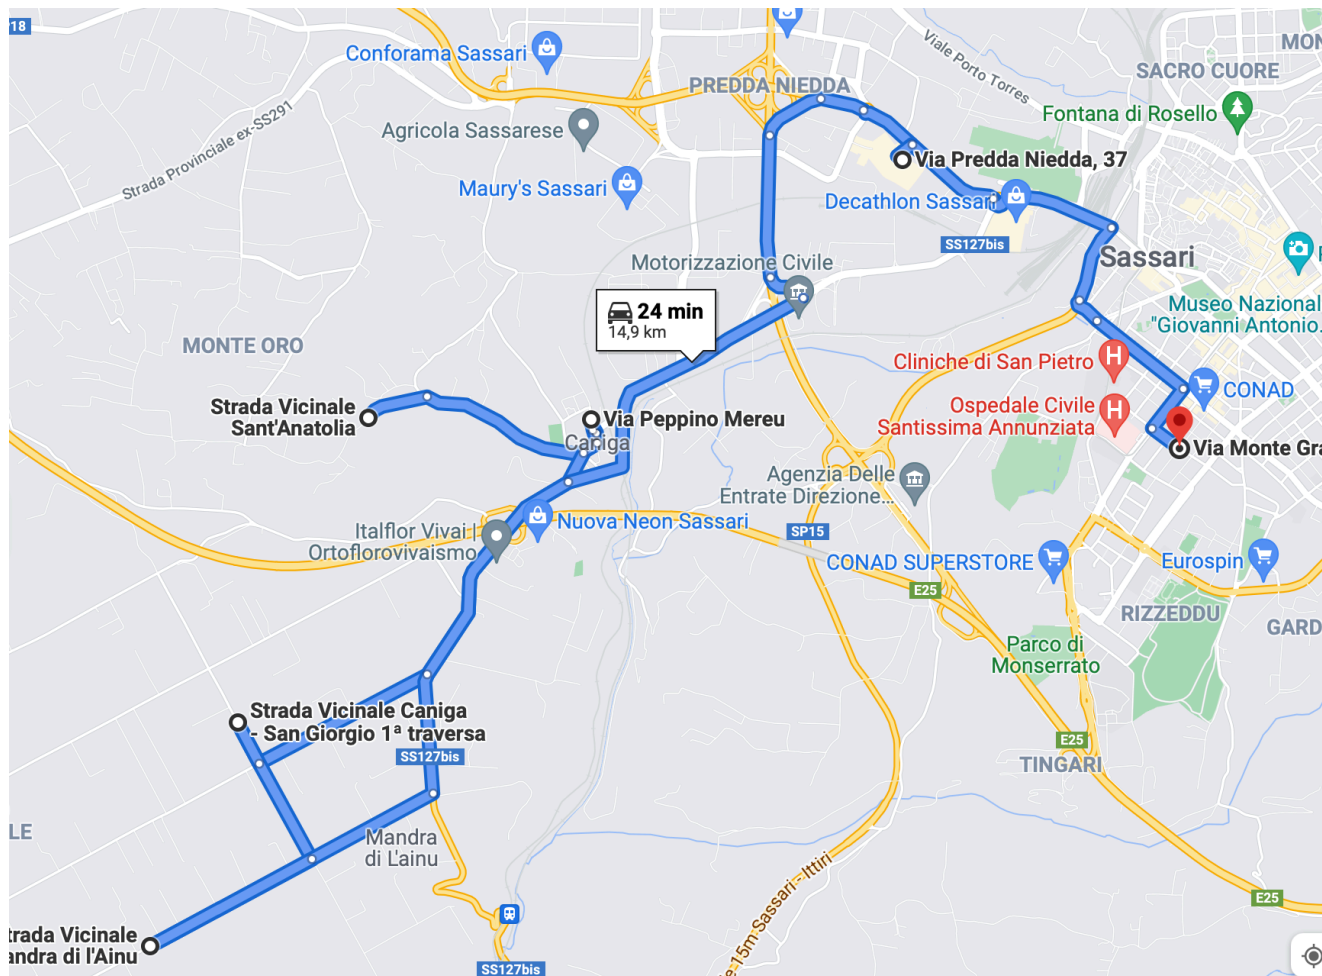 18
Conforama Sassari
Viale Porto Torres
MON
SACRO CUORE
PREDDA NIEDDA
Fontana di Rosello
Strada Provinciale ex-SS291
Agricola Sassarese
Via Predda Niedda, 37
Maury's Sassari
Decathlon Sassari
SS127bis
Sassari
Motorizzazione Civile
24 min
14,9 km
Museo Nazional
"Giovanni Antonio...
MONTE ORO
Cliniche di San Pietro
CONAD
Strada Vicinale
Sant'Anatolia
Via Peppino Mereu
Caniga
Ospedale Civile
Santissima Annunziata
Via Monte Gra
Agenzia Delle
Entrate Direzione...
Italflor Vivai |
Ortoflorovivaismo
Nuova Neon Sassari
SP15
CONAD SUPERSTORE
Eurospin
E25
RIZZEDDU
GARD
Parco di
Monserrato
Strada Vicinale Caniga
- San Giorgio 1ª traversa
SS127bis
E25
TINGARI
LE
Mandra
di L'ainu
15m Sassari - Ittiri
E25
trada Vicinale
andra di l'Ainu
SS127bis